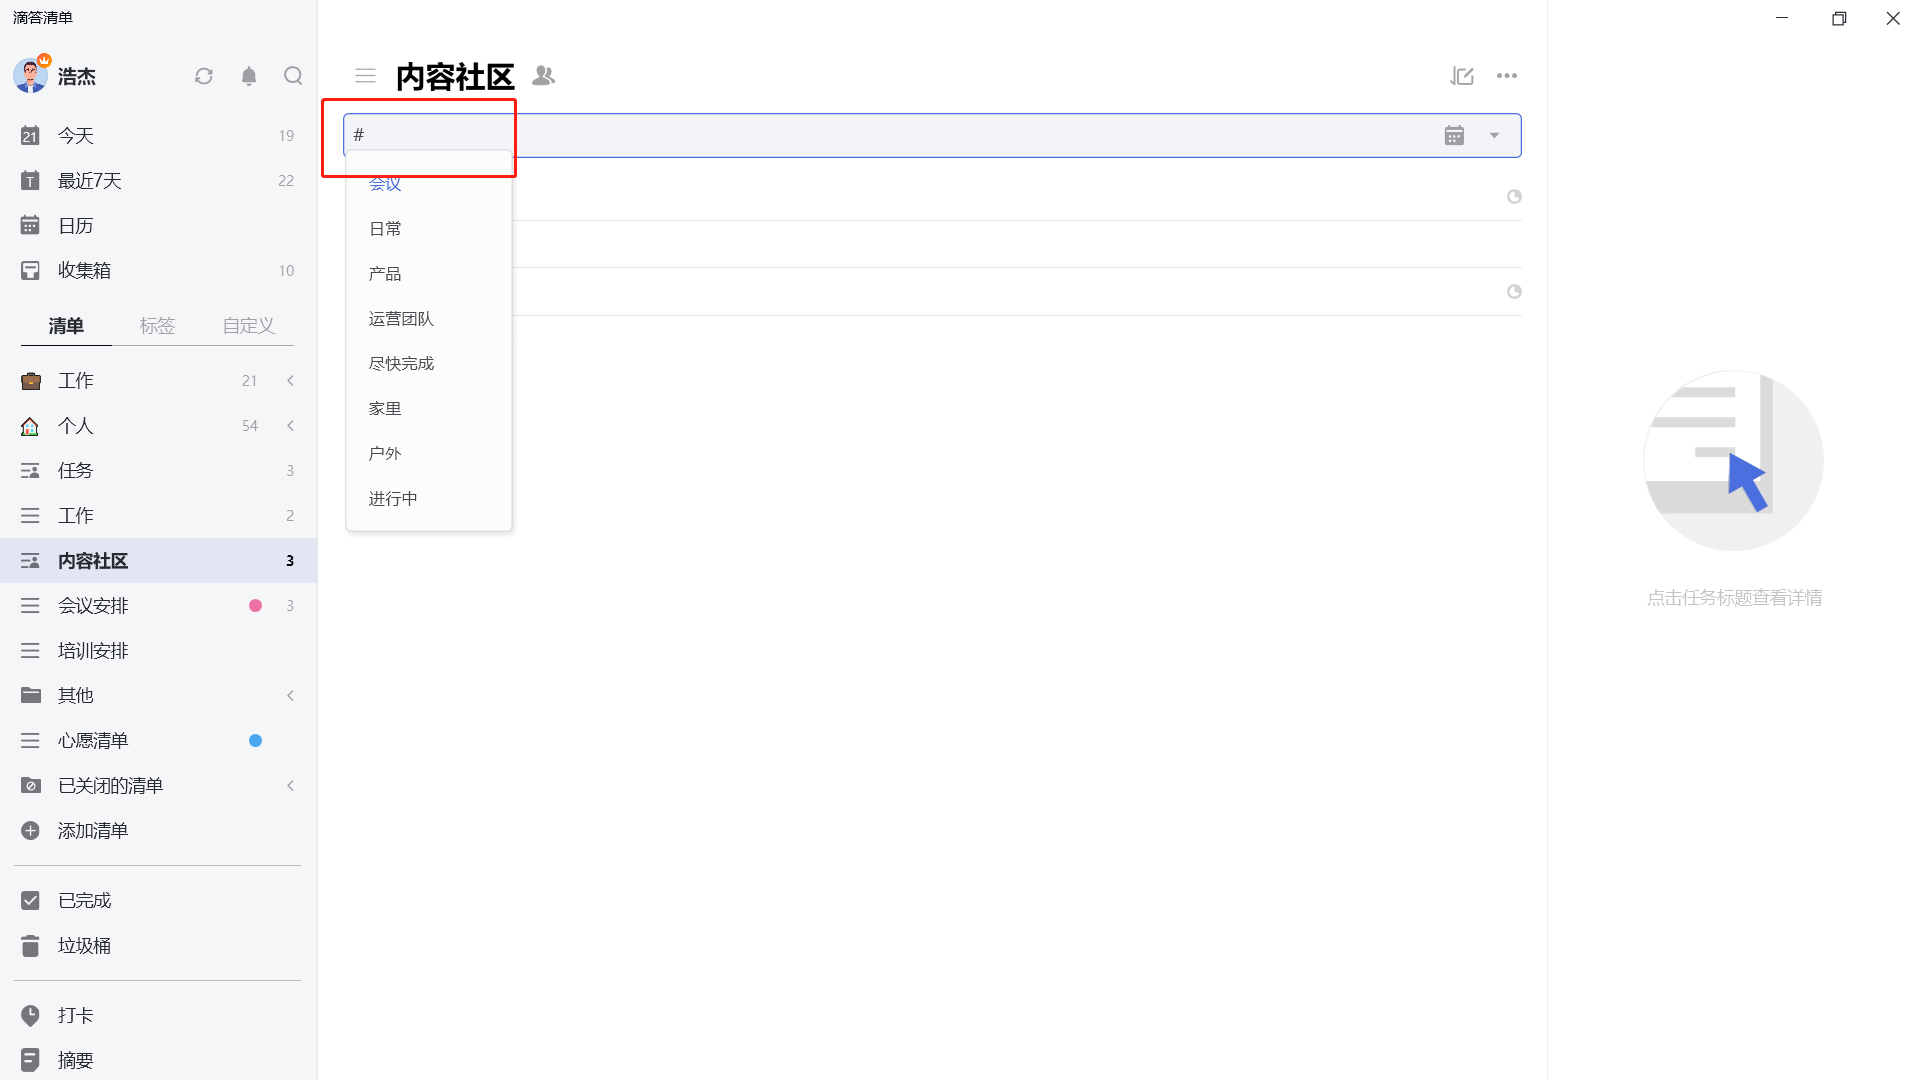 滴答清单
浩杰
21 今天 19
T 最近7天 22
日历
收集箱 10
清单 标签 自定义
工作 21
个人 54
任务 3
工作 2
内容社区 3
会议安排 3
培训安排
其他
心愿清单
已关闭的清单
添加清单
已完成
垃圾桶
打卡
摘要
内容社区
#
会议
日常
产品
运营团队
尽快完成
家里
户外
进行中
点击任务标题查看详情